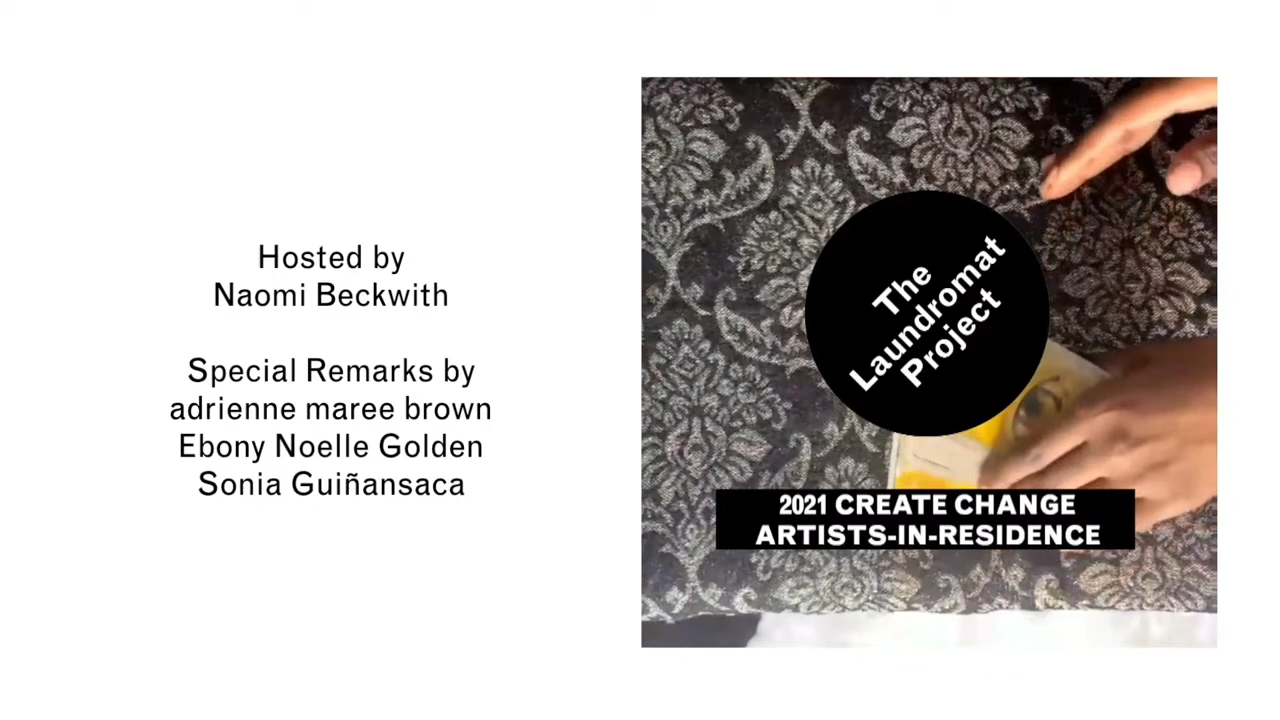 Hosted by
Naomi Beckwith
Special Remarks by
adrienne maree brown
Ebony Noelle Golden
Sonia Guiñansaca
The
Laundromat
Project
2021 CREATE CHANGE
ARTISTS-IN-RESIDENCE